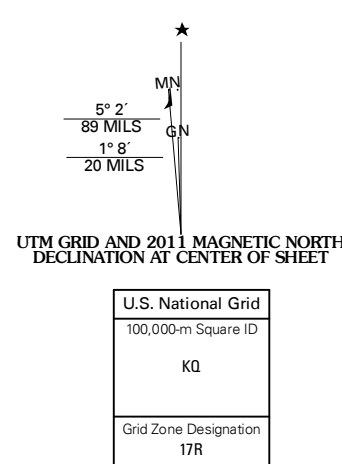 MN
5° 2´
89 MILS
GN
1° 8´
20 MILS
UTM GRID AND 2011 MAGNETIC NORTH
DECLINATION AT CENTER OF SHEET
U.S. National Grid
100,000-m Square ID
KQ
Grid Zone Designation
17R